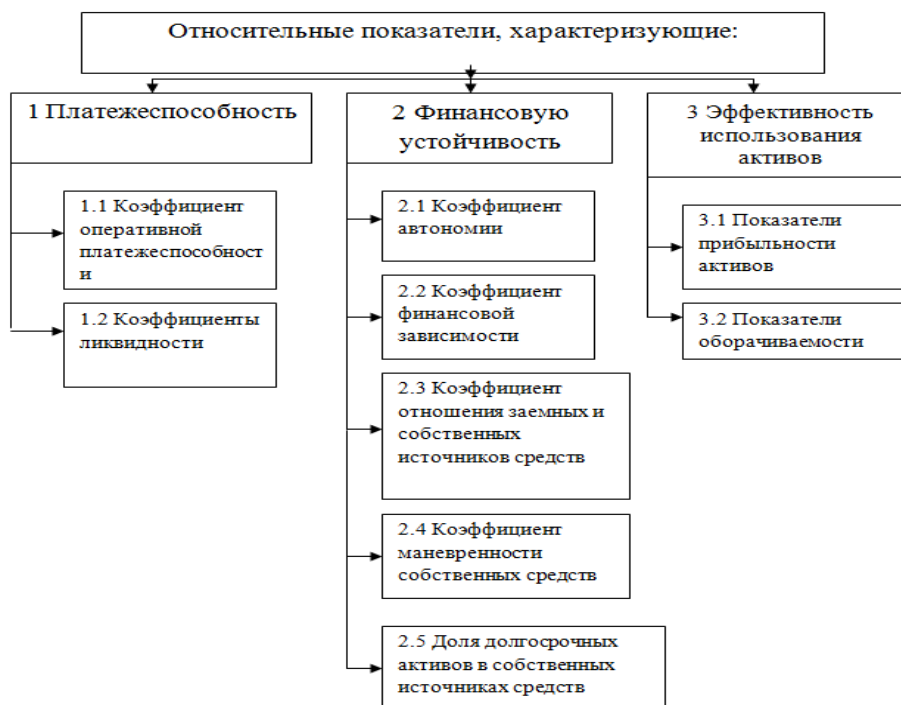 Относительные показатели, характеризующие:
1 Платежеспособность
1.1 Коэффициент
оперативной
платежеспособност
и
1.2 Коэффициенты
ликвидности
2 Финансовую
устойчивость
2.1 Коэффициент
автономии
2.2 Коэффициент
финансовой
зависимости
2.3 Коэффициент
отношения заемных и
собственных
источников средств
2.4 Коэффициент
маневренности
собственных средств
2.5 Доля долгосрочных
активов в собственных
источниках средств
3 Эффективность
использования
активов
3.1 Показатели
прибыльности
активов
3.2 Показатели
оборачиваемости